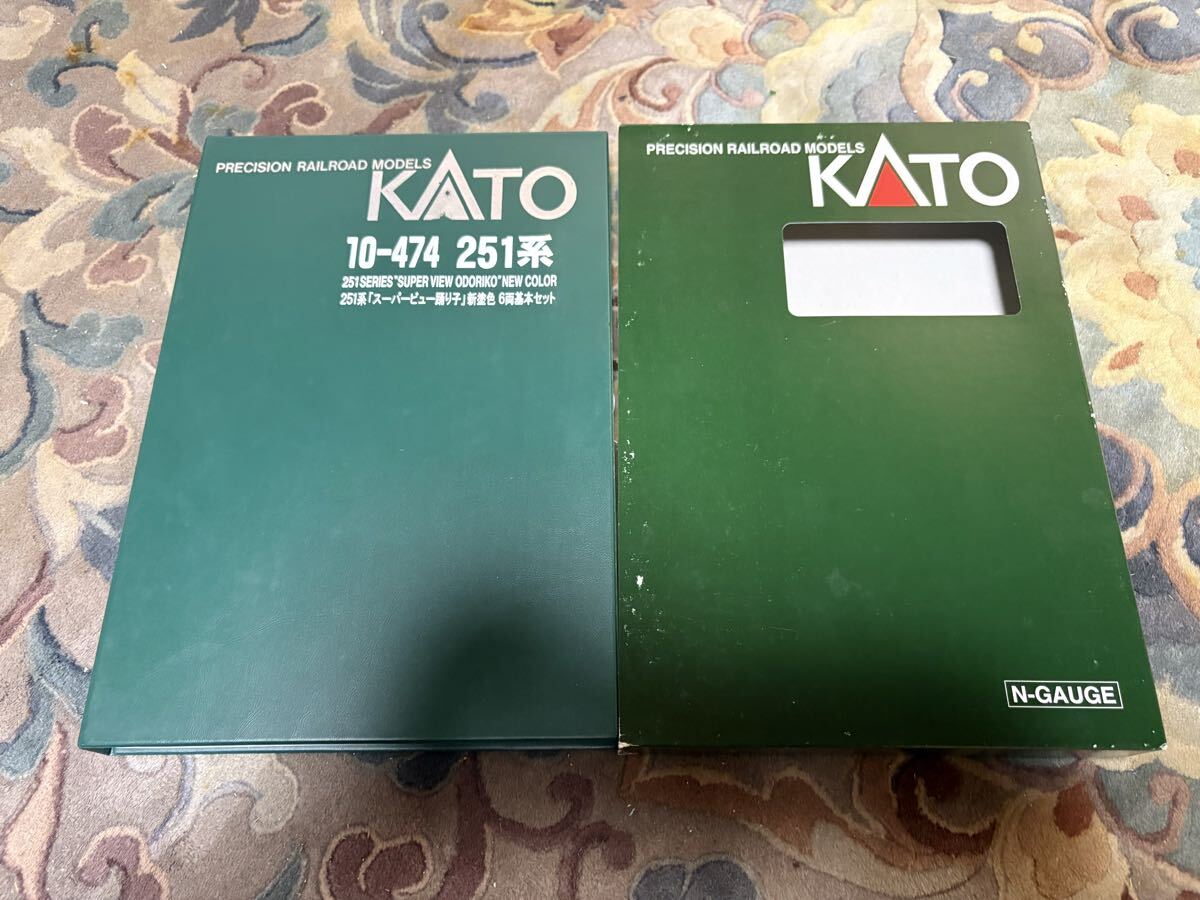 PRECISION RAILROAD MODELS
KATO
10-474 251系
251 SERIES "SUPER VIEW ODORIKO" NEW COLOR
251系「スーパービュー踊り子」新塗色 6両基本セット
PRECISION RAILROAD MODELS
KATO
N-GAUGE